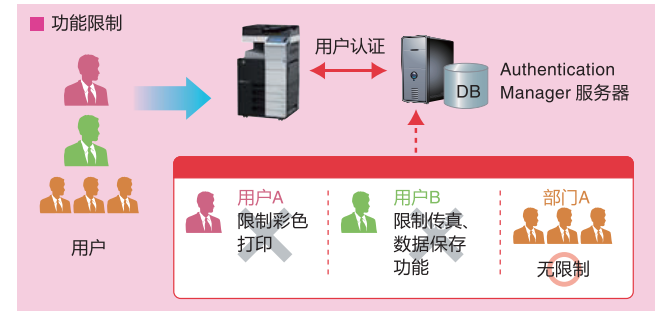 功能限制
用户认证
Authentication
Manager 服务器
DB
用户
用户A
限制彩色
打印
用户B
限制传真、
数据保存
功能
部门A
无限制